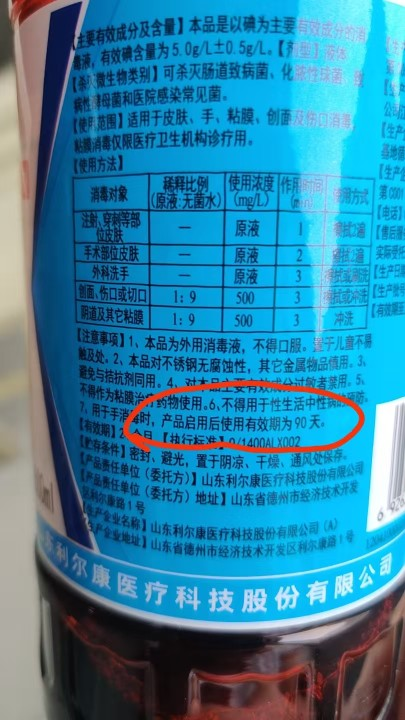 【主要有效成分及含量】本品是以碘为主要有效成分的消
毒液，有效碘含量为5.0g/L±0.5g/L。【剂型】液体
【杀灭微生物类别】可杀灭肠道致病菌、化脓性球菌、致
病性酵母菌和医院感染常见菌。
【使用范围】适用于皮肤、手、粘膜、创面及伤口消毒。
粘膜消毒仅限医疗卫生机构诊疗用。
【使用方法】
消毒对象 稀释比例（原液:无菌水） 使用浓度（mg/L） 作用时间 使用方式
注射、穿刺等部位皮肤 — 原液 1 擦拭2遍
手术部位皮肤 — 原液 2 擦拭2遍
外科洗手 — 原液 3 擦拭或刷洗
创面、伤口或切口 1:9 500 3 擦拭或冲洗
阴道及其它粘膜 1:9 500 3 冲洗
【注意事项】1、本品为外用消毒液，不得口服。置于儿童不易
触及处。2、本品对不锈钢无腐蚀性，其它金属物品慎用。3、
避免与拮抗剂同用。4、对本品主要有效成分过敏者禁用。5、
不得作为粘膜治疗药物使用。6、不得用于性生活中性病的预防。
7、用于手消毒时，产品启用后使用有效期为90天。
【有效期】2 月【执行标准】Q/1400ALX002
【贮存条件】密封、避光，置于阴凉、干燥、通风处保存。
【产品责任单位（委托方）】山东利尔康医疗科技股份有限公司
【产品责任单位（委托方）地址】山东省德州市经济技术开发
区利尔康路1号
【生产企业名称】山东利尔康医疗科技股份有限公司（A）
【生产企业地址】山东省德州市经济技术开发区利尔康路1号
东利尔康医疗科技股份有限公司